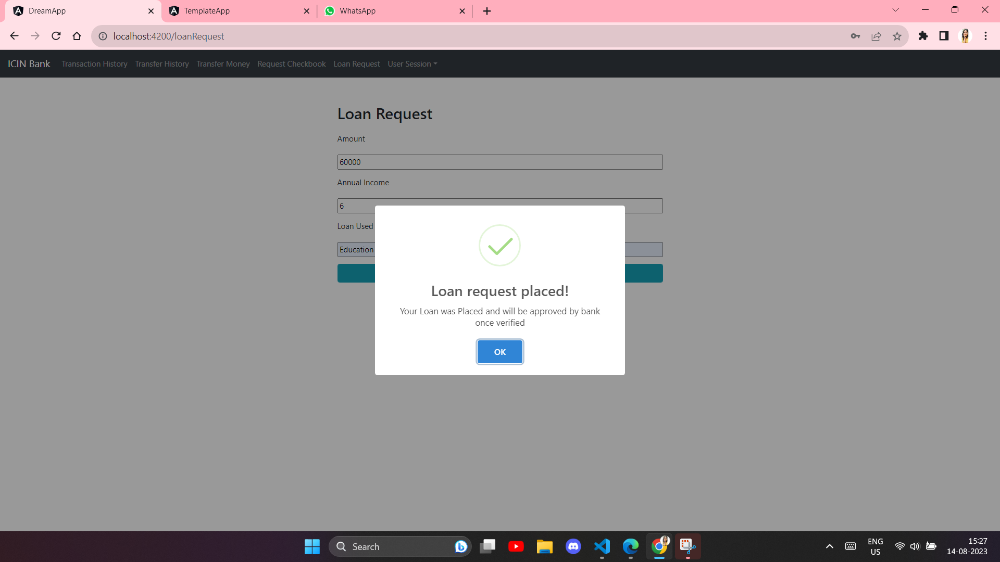 DreamApp
TemplateApp
WhatsApp
localhost:4200/loanRequest
ICIN Bank Transaction History Transfer History Transfer Money Request Checkbook Loan Request User Session
Loan Request
Amount
60000
Annual Income
6
Loan Used
Education
Loan request placed!
Your Loan was Placed and will be approved by bank
once verified
OK
Search
ENG
US
15:27
14-08-2023